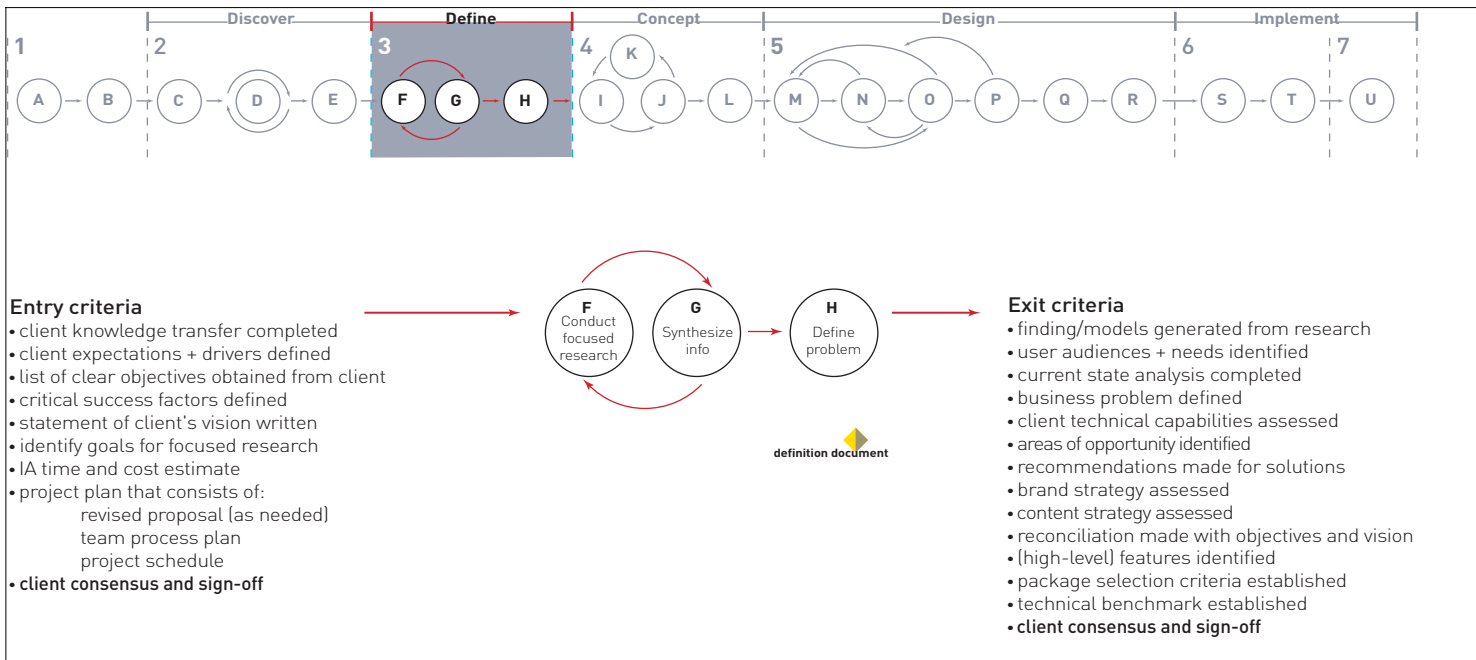 Discover
Define
Concept
Design
Implement
1
2
3
4
5
6
7
A
B
C
D
E
F
G
H
I
K
J
L
M
N
O
P
Q
R
S
T
U
Entry criteria
• client knowledge transfer completed
• client expectations + drivers defined
• list of clear objectives obtained from client
• critical success factors defined
• statement of client's vision written
• identify goals for focused research
• IA time and cost estimate
• project plan that consists of:
revised proposal (as needed)
team process plan
project schedule
• client consensus and sign-off
F
Conduct
focused
research
G
Synthesize
info
H
Define
problem
definition document
Exit criteria
• finding/models generated from research
• user audiences + needs identified
• current state analysis completed
• business problem defined
• client technical capabilities assessed
• areas of opportunity identified
• recommendations made for solutions
• brand strategy assessed
• content strategy assessed
• reconciliation made with objectives and vision
• (high-level) features identified
• package selection criteria established
• technical benchmark established
• client consensus and sign-off